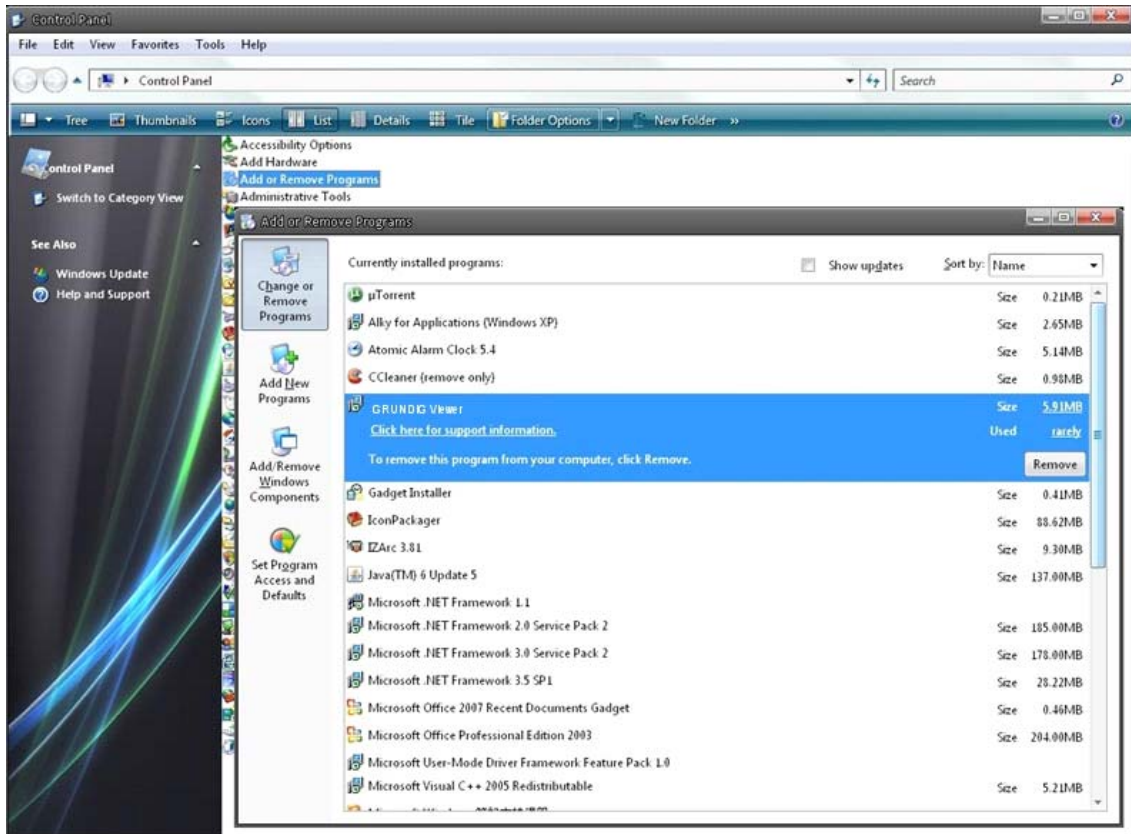 Control Panel
File Edit View Favorites Tools Help
Control Panel
Search
Tree Thumbnails Icons List Details Tile Folder Options New Folder »
Control Panel
Switch to Category View
See Also
Windows Update
Help and Support
Accessibility Options
Add Hardware
Add or Remove Programs
Administrative Tools
Add or Remove Programs
Change or Remove Programs
Add New Programs
Add/Remove Windows Components
Set Program Access and Defaults
Currently installed programs:
Show updates
Sort by: Name
µTorrent Size 0.21MB
Alky for Applications (Windows XP) Size 2.65MB
Atomic Alarm Clock 5.4 Size 5.14MB
CCleaner (remove only) Size 0.98MB
GRUNDIG Viewer Size 5.91MB
Click here for support information. Used rarely
To remove this program from your computer, click Remove. Remove
Gadget Installer Size 0.41MB
IconPackager Size 88.62MB
IZArc 3.81 Size 9.30MB
Java(TM) 6 Update 5 Size 137.00MB
Microsoft .NET Framework 1.1
Microsoft .NET Framework 2.0 Service Pack 2 Size 185.00MB
Microsoft .NET Framework 3.0 Service Pack 2 Size 178.00MB
Microsoft .NET Framework 3.5 SP1 Size 28.22MB
Microsoft Office 2007 Recent Documents Gadget Size 0.46MB
Microsoft Office Professional Edition 2003 Size 204.00MB
Microsoft User-Mode Driver Framework Feature Pack 1.0
Microsoft Visual C++ 2005 Redistributable Size 5.21MB